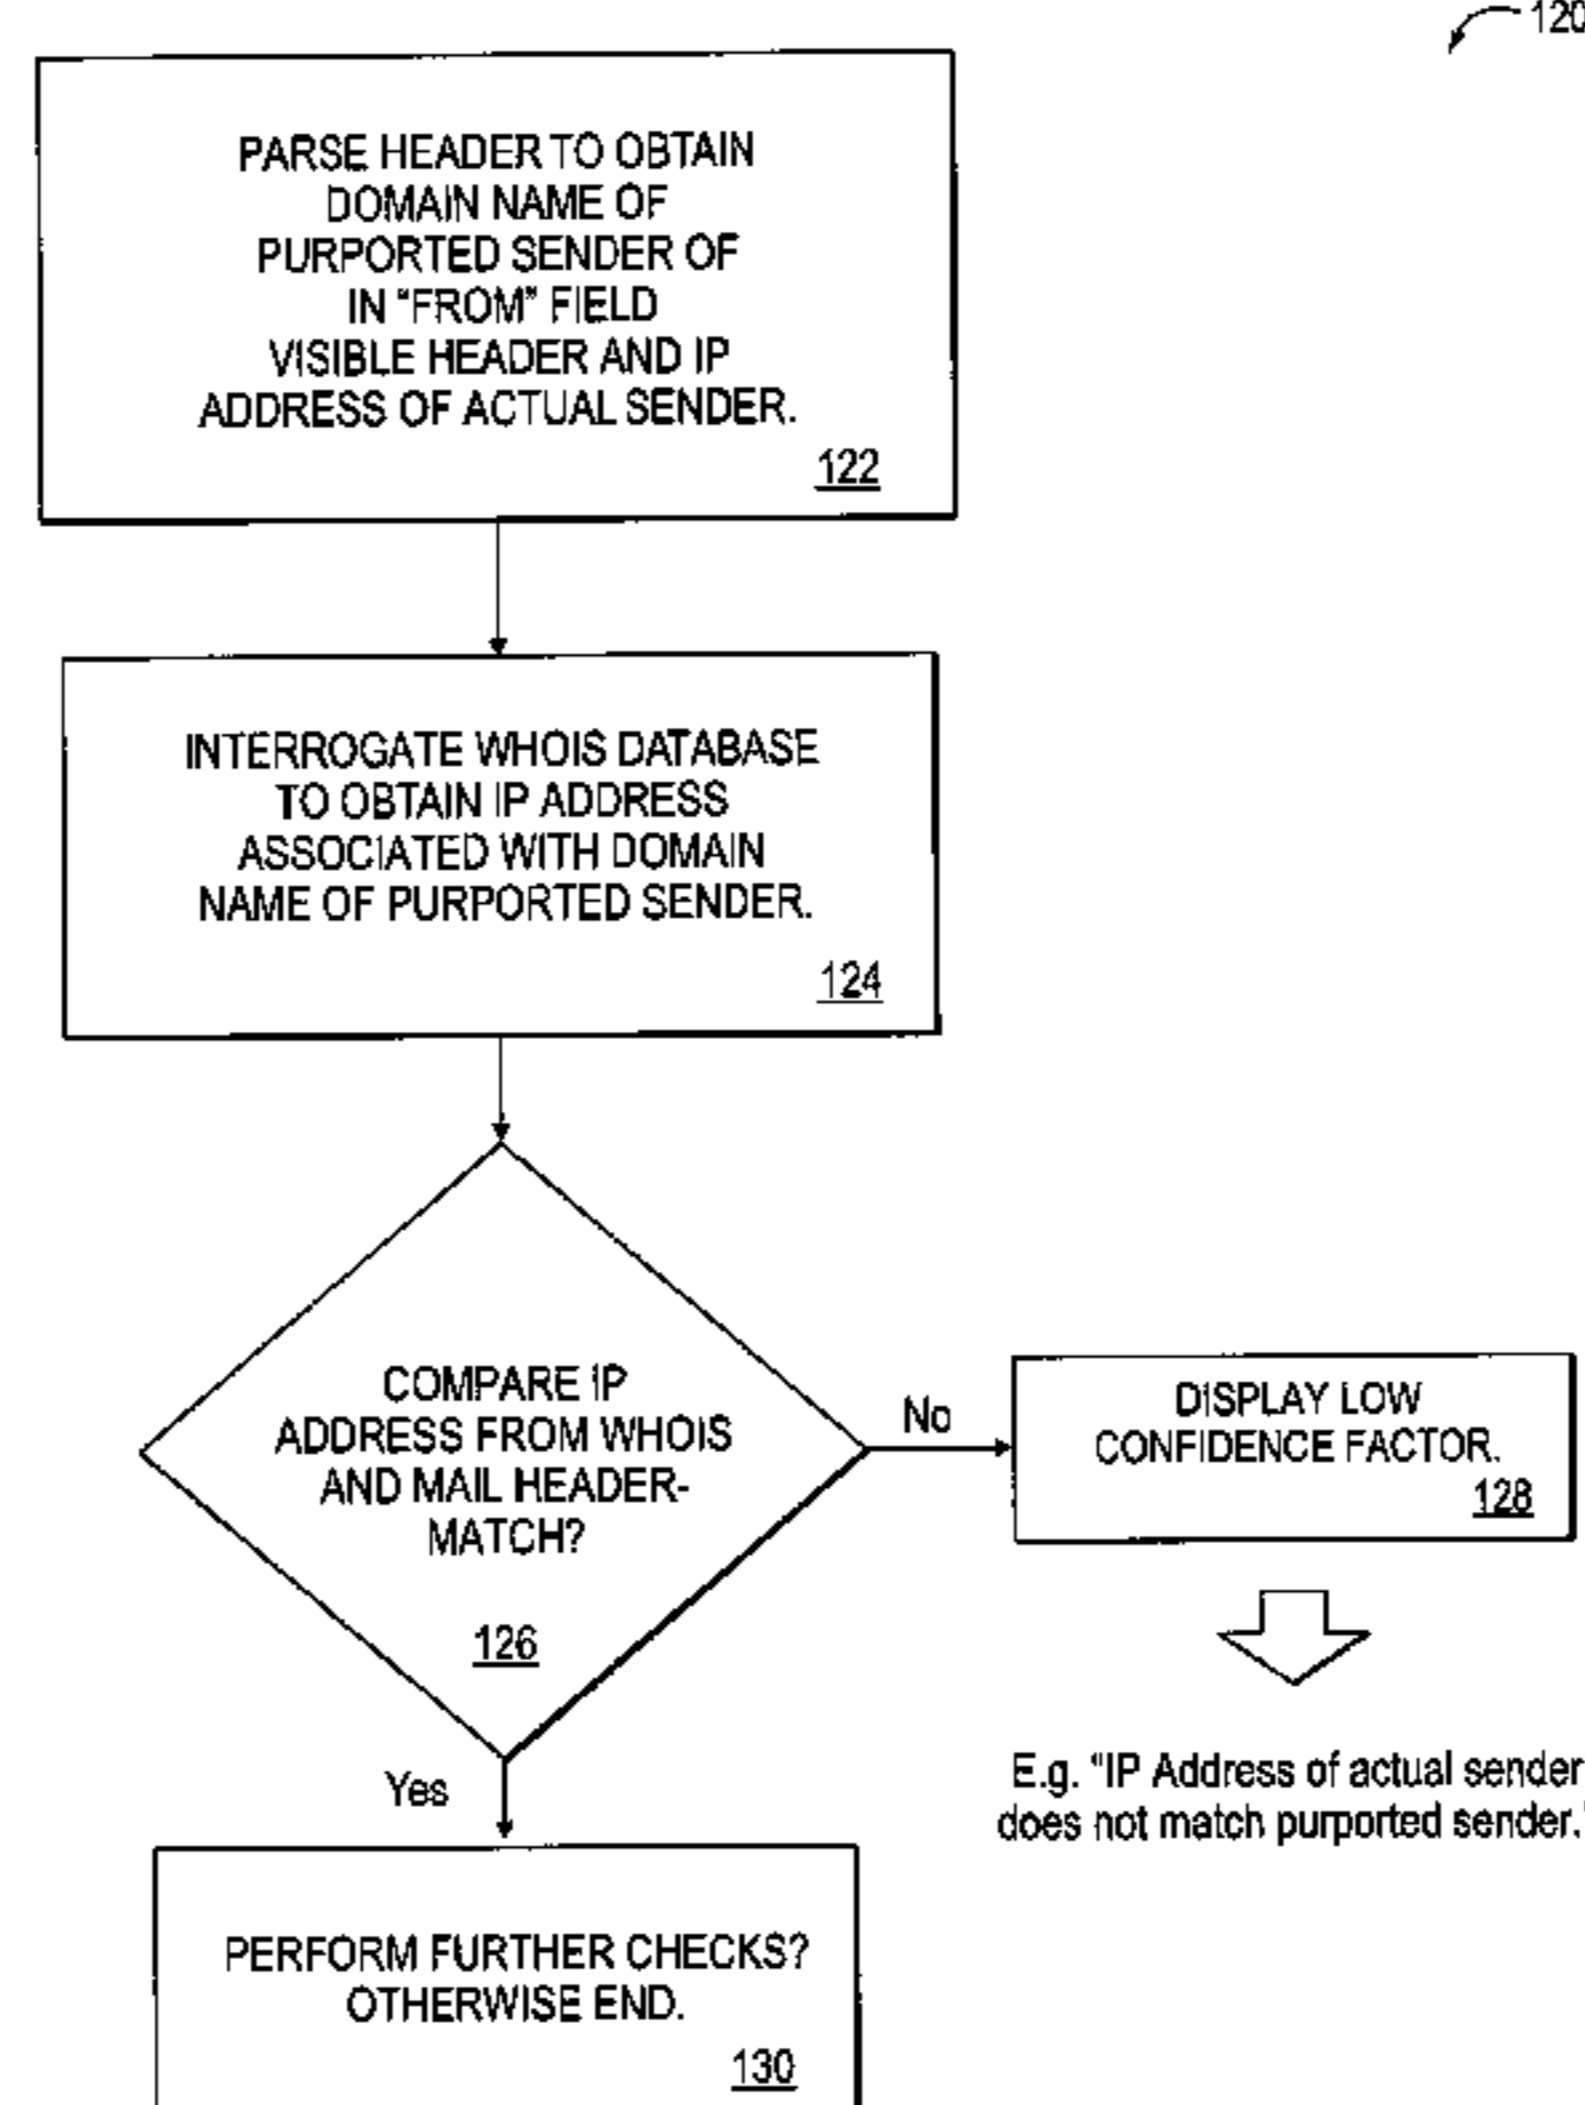 120
PARSE HEADER TO OBTAIN
DOMAIN NAME OF
PURPORTED SENDER OF
IN "FROM" FIELD
VISIBLE HEADER AND IP
ADDRESS OF ACTUAL SENDER.
122
INTERROGATE WHOIS DATABASE
TO OBTAIN IP ADDRESS
ASSOCIATED WITH DOMAIN
NAME OF PURPORTED SENDER.
124
COMPARE IP
ADDRESS FROM WHOIS
AND MAIL HEADER-
MATCH?
126
No
DISPLAY LOW
CONFIDENCE FACTOR.
128
E.g. "IP Address of actual sender
does not match purported sender."
Yes
PERFORM FURTHER CHECKS?
OTHERWISE END.
130